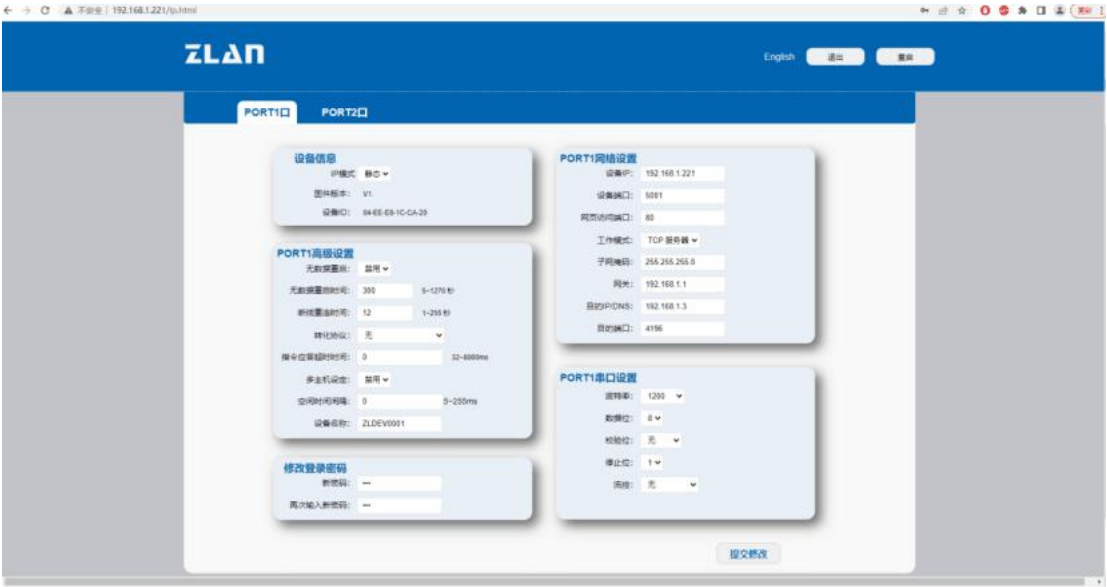 不安全 | 192.168.1.221/ip.html
更新
ZLAN
English 退出 重启
PORT1口 PORT2口
设备信息
IP模式 静态
固件版本: V1.
设备ID:
PORT1高级设置
无数据重启: 禁用
无数据重启时间: 300 5~1270 秒
断线重连时间: 12 1~255 秒
转化协议: 无
指令应答超时时间: 0 32~8000ms
多主机设定: 禁用
空闲时间间隔: 0 5~255ms
设备名称: ZLDEV0001
修改登录密码
新密码: ---
再次输入新密码: ---
PORT1网络设置
设备IP: 192.168.1.221
设备端口: 5001
网页访问端口: 80
工作模式: TCP 服务器
子网掩码: 255.255.255.0
网关: 192.168.1.1
目的IP/DNS: 192.168.1.3
目的端口: 4196
PORT1串口设置
波特率: 1200
数据位: 8
校验位: 无
停止位: 1
流控: 无
提交修改